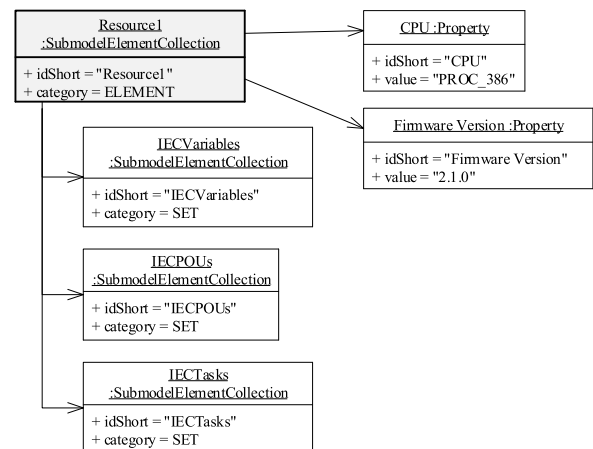 Resource1
:SubmodelElementCollection
+ idShort = "Resource1"
+ category = ELEMENT
CPU :Property
+ idShort = "CPU"
+ value = "PROC_386"
Firmware Version :Property
+ idShort = "Firmware Version"
+ value = "2.1.0"
IECVariables
:SubmodelElementCollection
+ idShort = "IECVariables"
+ category = SET
IECPOUs
:SubmodelElementCollection
+ idShort = "IECPOUs"
+ category = SET
IECTasks
:SubmodelElementCollection
+ idShort = "IECTasks"
+ category = SET